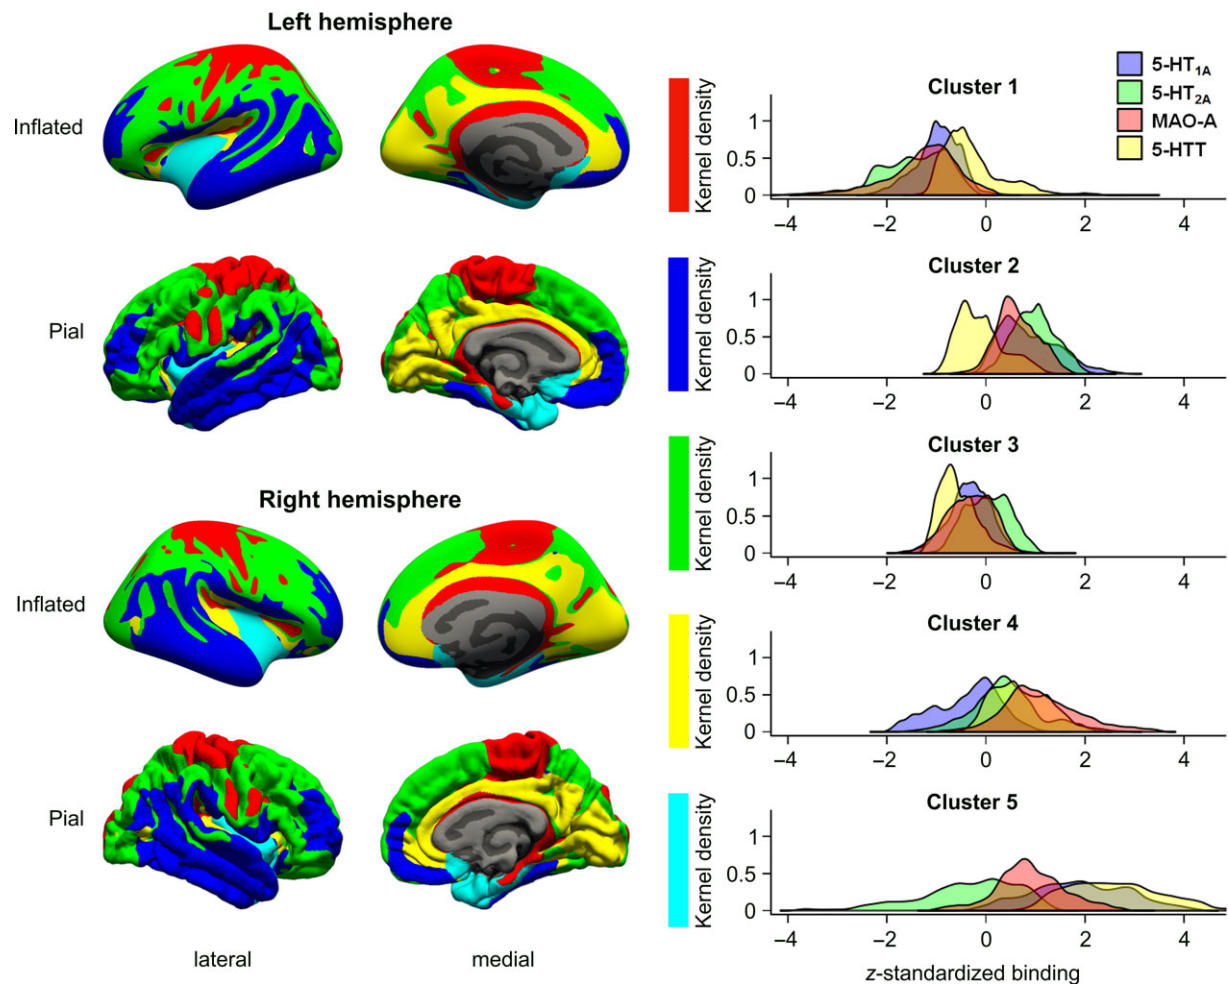 Left hemisphere
Inflated
Pial
Right hemisphere
Inflated
Pial
lateral
medial
5-HT1A
5-HT2A
MAO-A
5-HTT
Cluster 1
Kernel density
1
0.5
0
−4
−2
0
2
4
Cluster 2
Kernel density
1
0.5
0
−4
−2
0
2
4
Cluster 3
Kernel density
1
0.5
0
−4
−2
0
2
4
Cluster 4
Kernel density
1
0.5
0
−4
−2
0
2
4
Cluster 5
Kernel density
1
0.5
0
−4
−2
0
2
4
z-standardized binding